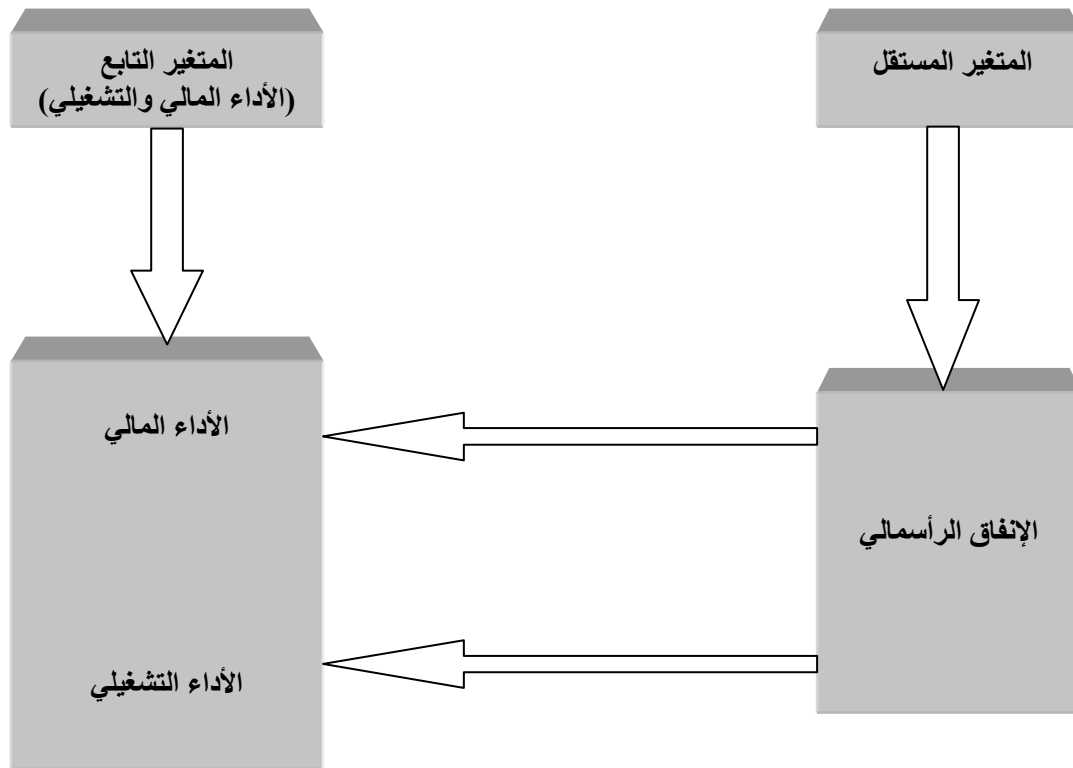 المتغير المستقل
المتغير التابع
(الأداء المالي والتشغيلي)
الإنفاق الرأسمالي
الأداء المالي
الأداء التشغيلي